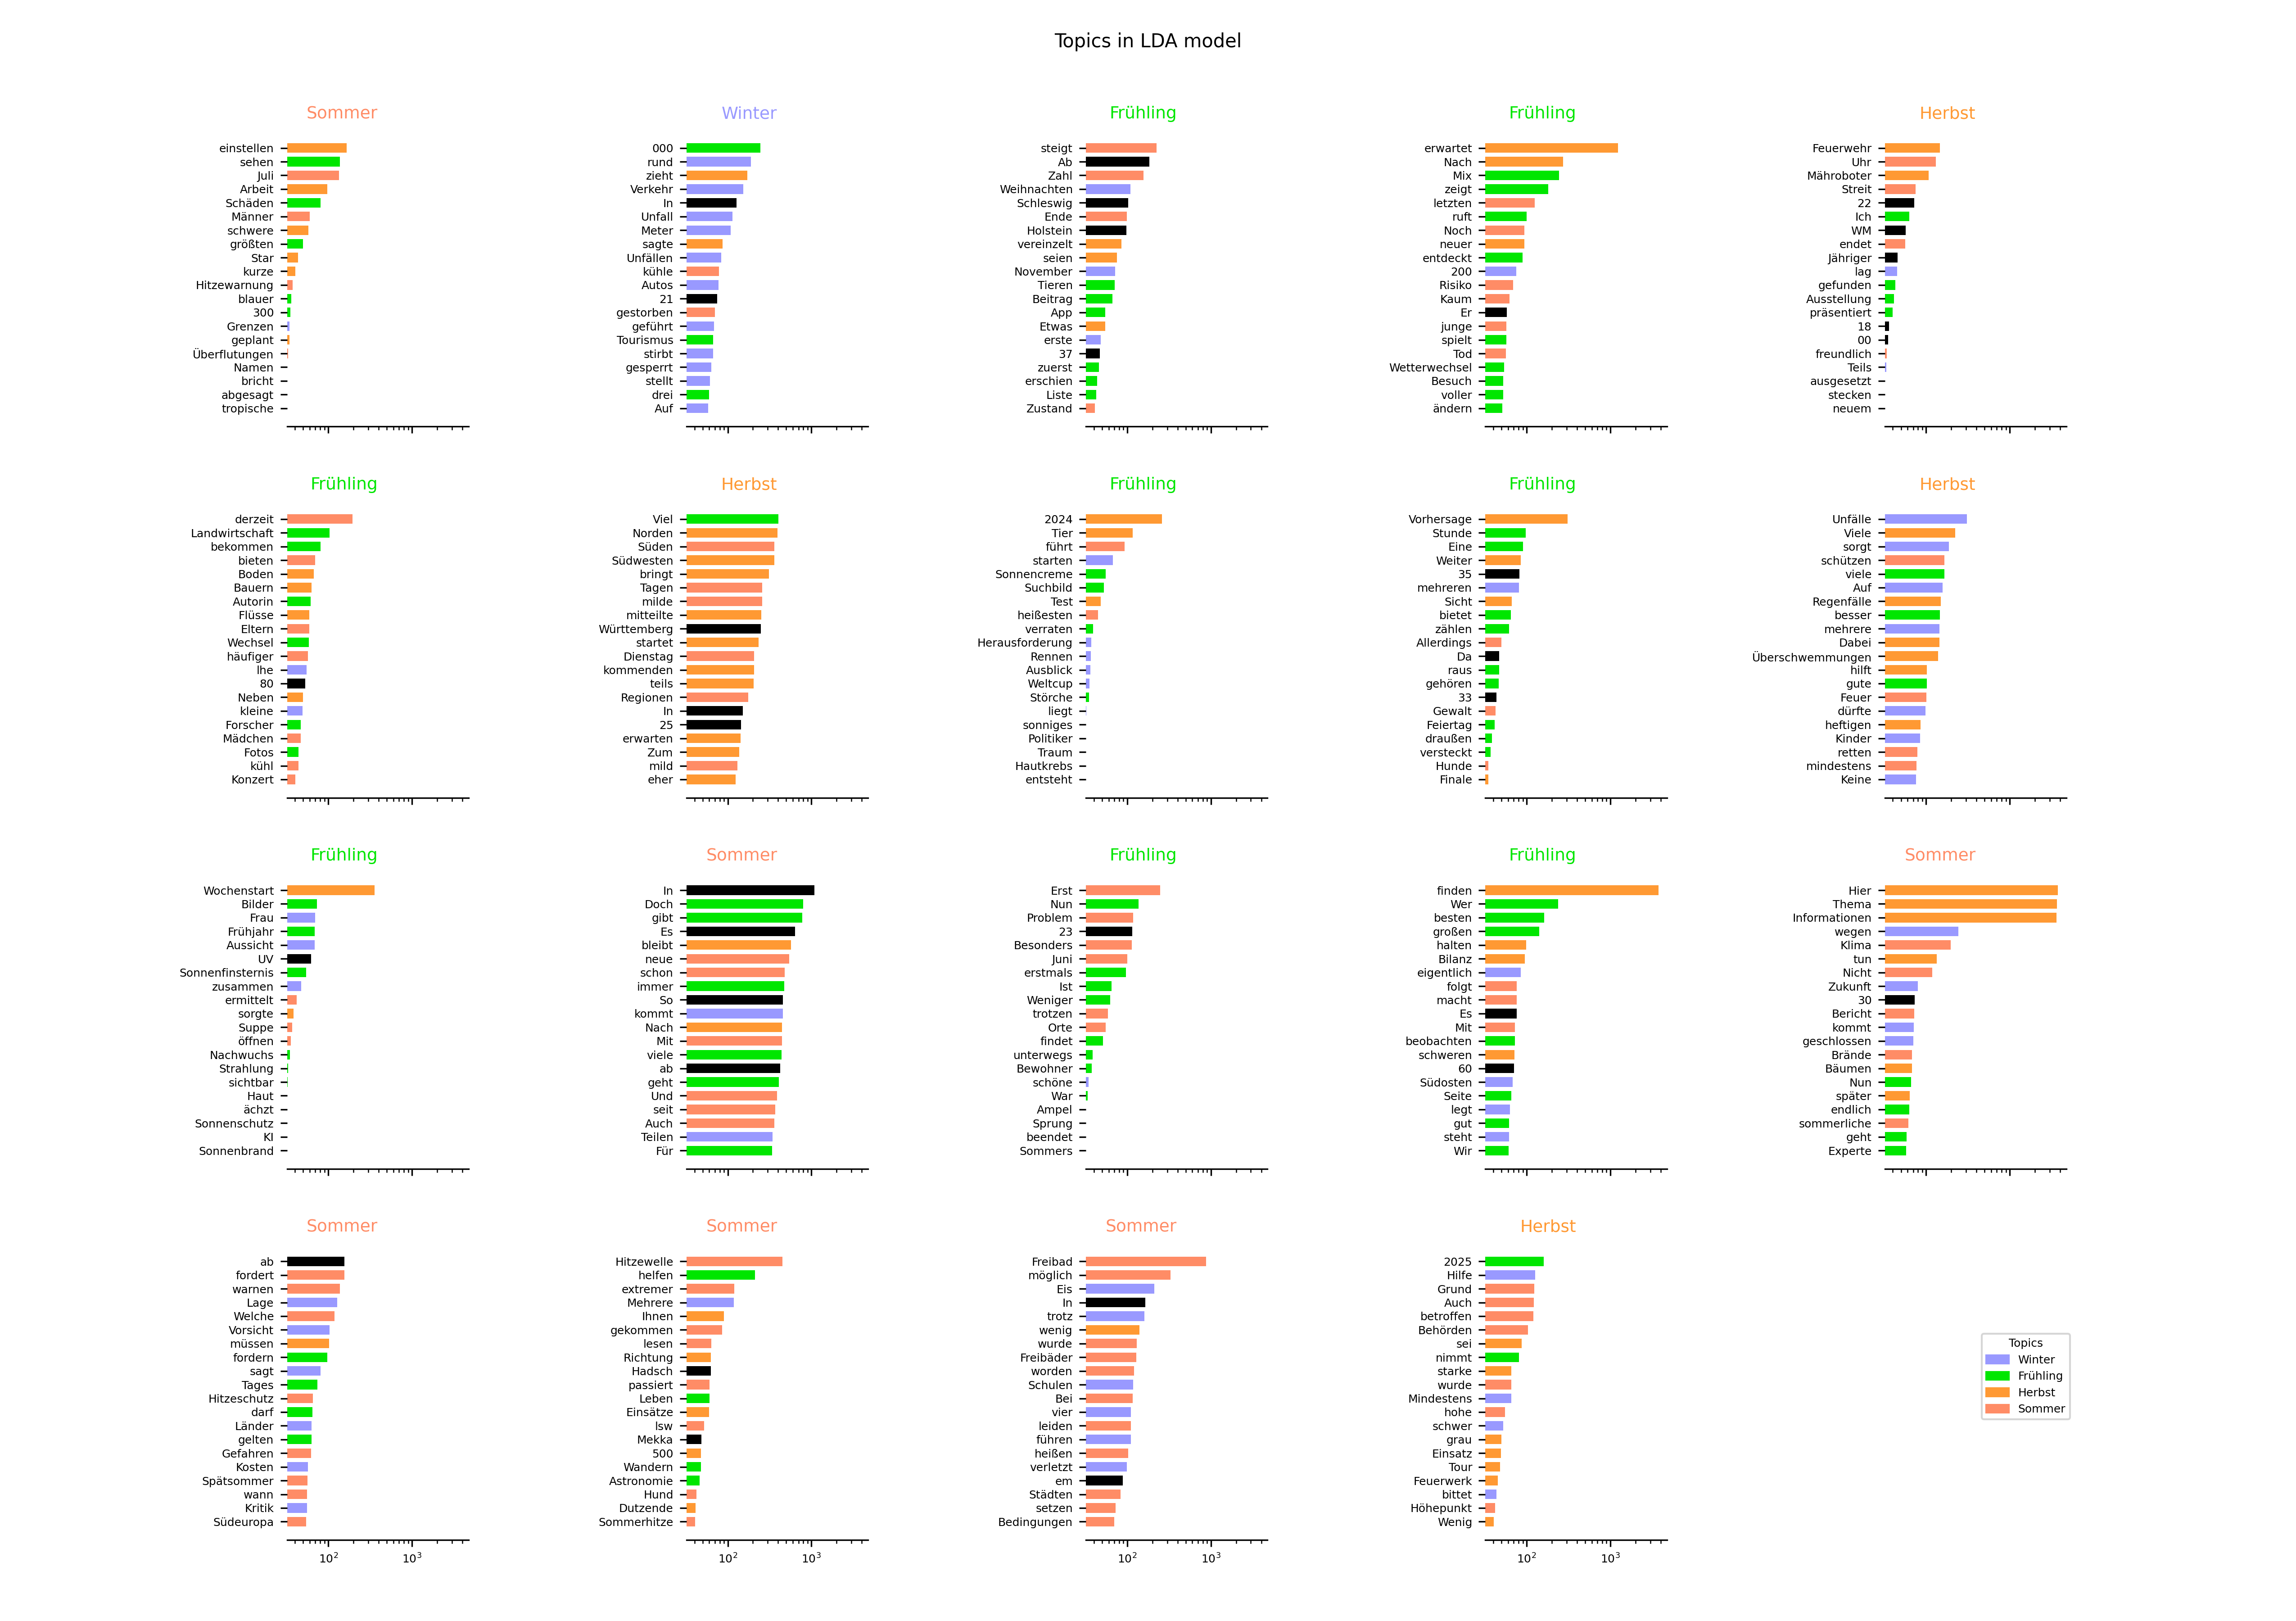 Topics in LDA model
Sommer
einstellen
sehen
Juli
Arbeit
Schäden
Männer
schwere
größten
Star
kurze
Hitzewarnung
blauer
300
Grenzen
geplant
Überflutungen
Namen
bricht
abgesagt
tropische
Winter
000
rund
zieht
Verkehr
In
Unfall
Meter
sagte
Unfällen
kühle
Autos
21
gestorben
geführt
Tourismus
stirbt
gesperrt
stellt
drei
Auf
Frühling
steigt
Ab
Zahl
Weihnachten
Schleswig
Ende
Holstein
vereinzelt
seien
November
Tieren
Beitrag
App
Etwas
erste
37
zuerst
erschien
Liste
Zustand
Frühling
erwartet
Nach
Mix
zeigt
letzten
ruft
Noch
neuer
entdeckt
200
Risiko
Kaum
Er
junge
spielt
Tod
Wetterwechsel
Besuch
voller
ändern
Herbst
Feuerwehr
Uhr
Mähroboter
Streit
22
Ich
WM
endet
Jähriger
lag
gefunden
Ausstellung
präsentiert
18
00
freundlich
Teils
ausgesetzt
stecken
neuem
Frühling
derzeit
Landwirtschaft
bekommen
bieten
Boden
Bauern
Autorin
Flüsse
Eltern
Wechsel
häufiger
lhe
80
Neben
kleine
Forscher
Mädchen
Fotos
kühl
Konzert
Herbst
Viel
Norden
Süden
Südwesten
bringt
Tagen
milde
mitteilte
Württemberg
startet
Dienstag
kommenden
teils
Regionen
In
25
erwarten
Zum
mild
eher
Frühling
2024
Tier
führt
starten
Sonnencreme
Suchbild
Test
heißesten
verraten
Herausforderung
Rennen
Ausblick
Weltcup
Störche
liegt
sonniges
Politiker
Traum
Hautkrebs
entsteht
Frühling
Vorhersage
Stunde
Eine
Weiter
35
mehreren
Sicht
bietet
zählen
Allerdings
Da
raus
gehören
33
Gewalt
Feiertag
draußen
versteckt
Hunde
Finale
Herbst
Unfälle
Viele
sorgt
schützen
viele
Auf
Regenfälle
besser
mehrere
Dabei
Überschwemmungen
hilft
gute
Feuer
dürfte
heftigen
Kinder
retten
mindestens
Keine
Frühling
Wochenstart
Bilder
Frau
Frühjahr
Aussicht
UV
Sonnenfinsternis
zusammen
ermittelt
sorgte
Suppe
öffnen
Nachwuchs
Strahlung
sichtbar
Haut
ächzt
Sonnenschutz
KI
Sonnenbrand
Sommer
In
Doch
gibt
Es
bleibt
neue
schon
immer
So
kommt
Nach
Mit
viele
ab
geht
Und
seit
Auch
Teilen
Für
Frühling
Erst
Nun
Problem
23
Besonders
Juni
erstmals
Ist
Weniger
trotzen
Orte
findet
unterwegs
Bewohner
schöne
War
Ampel
Sprung
beendet
Sommers
Frühling
finden
Wer
besten
großen
halten
Bilanz
eigentlich
folgt
macht
Es
Mit
beobachten
schweren
60
Südosten
Seite
legt
gut
steht
Wir
Sommer
Hier
Thema
Informationen
wegen
Klima
tun
Nicht
Zukunft
30
Bericht
kommt
geschlossen
Brände
Bäumen
Nun
später
endlich
sommerliche
geht
Experte
Sommer
ab
fordert
warnen
Lage
Welche
Vorsicht
müssen
fordern
sagt
Tages
Hitzeschutz
darf
Länder
gelten
Gefahren
Kosten
Spätsommer
wann
Kritik
Südeuropa
10² 10³
Sommer
Hitzewelle
helfen
extremer
Mehrere
Ihnen
gekommen
lesen
Richtung
Hadsch
passiert
Leben
Einsätze
lsw
Mekka
500
Wandern
Astronomie
Hund
Dutzende
Sommerhitze
10² 10³
Sommer
Freibad
möglich
Eis
In
trotz
wenig
wurde
Freibäder
worden
Schulen
Bei
vier
leiden
führen
heißen
verletzt
em
Städten
setzen
Bedingungen
10² 10³
Herbst
2025
Hilfe
Grund
Auch
betroffen
Behörden
sei
nimmt
starke
wurde
Mindestens
hohe
schwer
grau
Einsatz
Tour
Feuerwerk
bittet
Höhepunkt
Wenig
10² 10³
Topics
Winter
Frühling
Herbst
Sommer